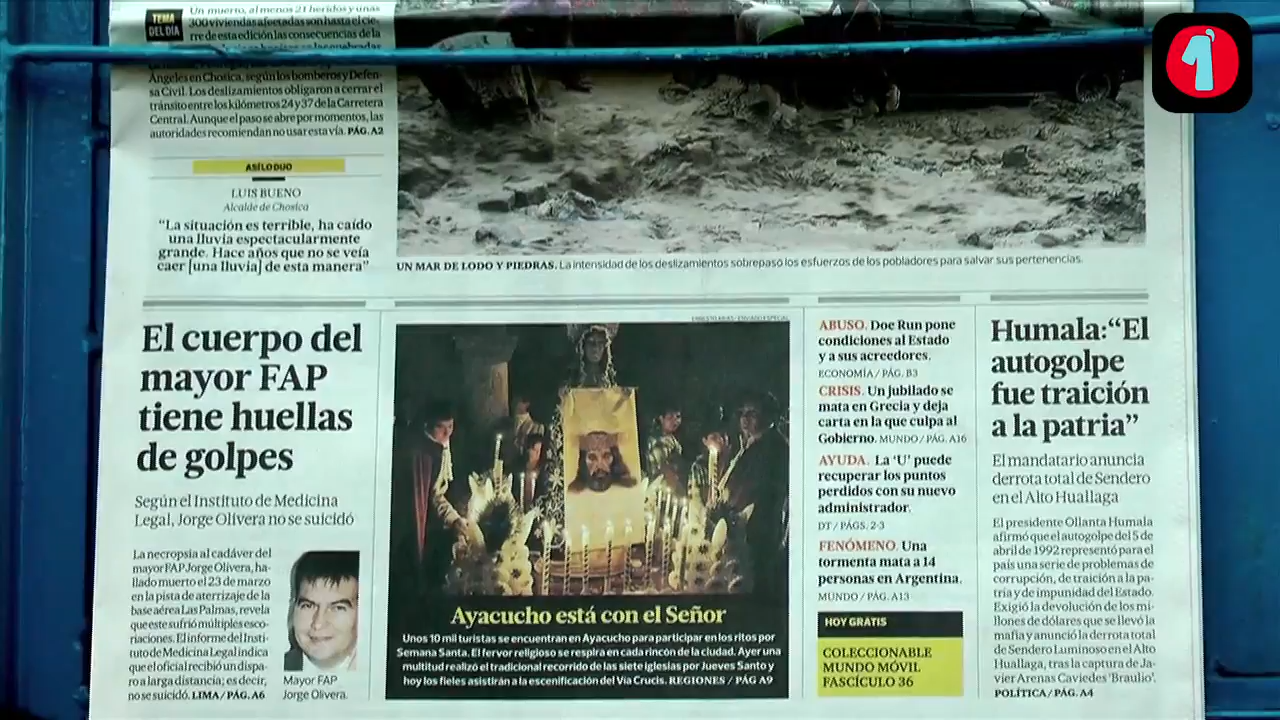 TEMA
DEL DÍA
Un muerto, al menos 21 heridos y unas
300 viviendas afectadas son hasta el cie-
rre de esta edición las consecuencias de
Ángeles en Chosica, según los bomberos y Defen-
sa Civil. Los deslizamientos obligaron a cerrar el
tránsito entre los kilómetros 24 y 37 de la Carretera
Central. Aunque el paso se abre por momentos, las
autoridades recomiendan no usar esta vía. PÁG. A2
ASÍ LO DIJO
LUIS BUENO
Alcalde de Chosica
“La situación es terrible, ha caído
una lluvia espectacularmente
grande. Hace años que no se veía
caer [una lluvia] de esta manera”
UN MAR DE LODO Y PIEDRAS. La intensidad de los deslizamientos sobrepasó los esfuerzos de los pobladores para salvar sus pertenencias.
El cuerpo del
mayor FAP
tiene huellas
de golpes
Según el Instituto de Medicina
Legal, Jorge Olivera no se suicidó
La necropsia al cadáver del
mayor FAP Jorge Olivera, ha-
llado muerto el 23 de marzo
en la pista de aterrizaje de la
base aérea Las Palmas, revela
que este sufrió múltiples esco-
riaciones. El informe del Insti-
tuto de Medicina Legal indica
que el oficial recibió un dispa-
ro a larga distancia; es decir,
no se suicidó. LIMA / PÁG. A6
Mayor FAP
Jorge Olivera.
Ayacucho está con el Señor
Unos 10 mil turistas se encuentran en Ayacucho para participar en los ritos por
Semana Santa. El fervor religioso se respira en cada rincón de la ciudad. Ayer una
multitud realizó el tradicional recorrido de las siete iglesias por Jueves Santo y
hoy los fieles asistirán a la escenificación del Vía Crucis. REGIONES / PÁG A9
ABUSO. Doe Run pone
condiciones al Estado
y a sus acreedores.
ECONOMÍA / PÁG. B3
CRISIS. Un jubilado se
mata en Grecia y deja
carta en la que culpa al
Gobierno. MUNDO / PÁG. A16
AYUDA. La ‘U’ puede
recuperar los puntos
perdidos con su nuevo
administrador.
DT / PÁGS. 2-3
FENÓMENO. Una
tormenta mata a 14
personas en Argentina.
MUNDO / PÁG. A13
HOY GRATIS
COLECCIONABLE
MUNDO MÓVIL
FASCÍCULO 36
Humala: “El
autogolpe
fue traición
a la patria”
El mandatario anuncia
derrota total de Sendero
en el Alto Huallaga
El presidente Ollanta Humala
afirmó que el autogolpe del 5 de
abril de 1992 representó para el
país una serie de problemas de
corrupción, de traición a la pa-
tria y de impunidad del Estado.
Exigió la devolución de los mi-
llones de dólares que se llevó la
mafia y anunció la derrota total
de Sendero Luminoso en el Alto
Huallaga, tras la captura de Ja-
vier Arenas Caviedes ‘Braulio’.
POLÍTICA / PÁG. A4
1